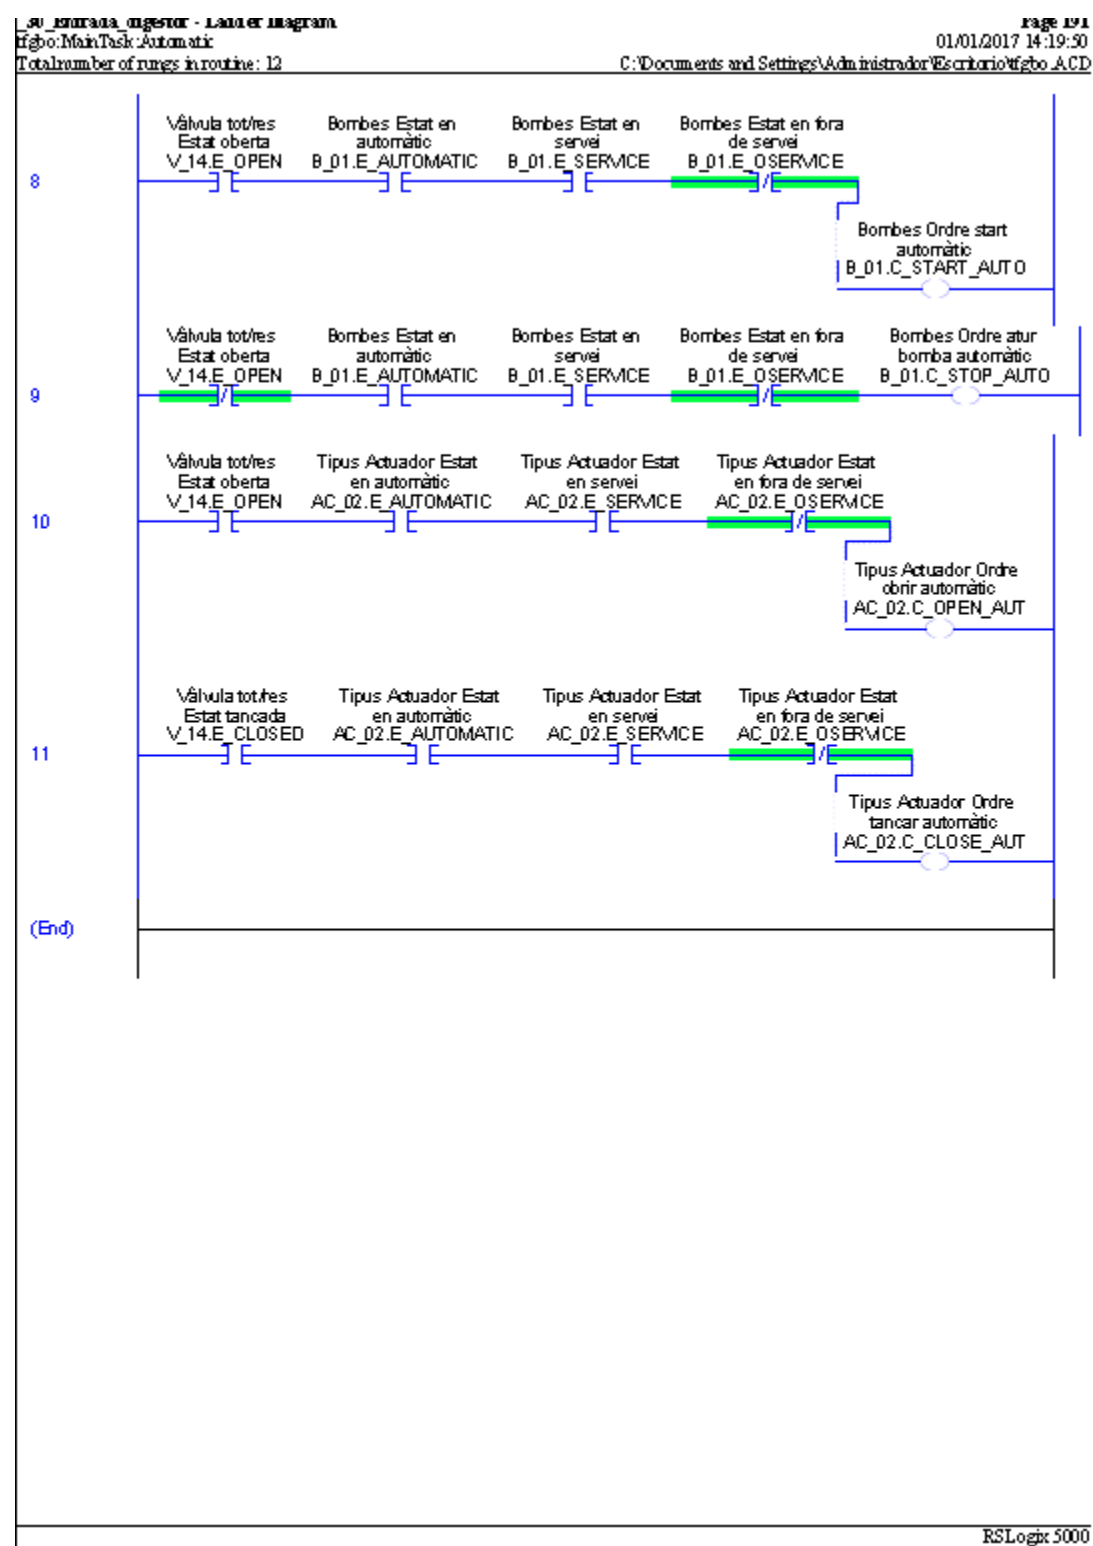 _30_Entrada_digestor - Ladder Diagram
Page 191
tfgbo:MainTask:Automatic
01/01/2017 14:19:50
Total number of rungs in routine: 12
C:\Documents and Settings\Administrador\Escritorio\tfgbo.ACD
Vâlvula tot/res Bombes Estat en Bombes Estat en Bombes Estat en fora
Estat oberta automàtic servei de servei
V_14.E_OPEN B_01.E_AUTOMATIC B_01.E_SERVICE B_01.E_OSERVICE
8
Bombes Ordre start
automàtic
B_01.C_START_AUTO
Vâlvula tot/res Bombes Estat en Bombes Estat en Bombes Estat en fora Bombes Ordre atur
Estat oberta automàtic servei de servei bomba automàtic
V_14.E_OPEN B_01.E_AUTOMATIC B_01.E_SERVICE B_01.E_OSERVICE B_01.C_STOP_AUTO
9
Vâlvula tot/res Tipus Actuador Estat Tipus Actuador Estat Tipus Actuador Estat
Estat oberta en automàtic en servei en fora de servei
V_14.E_OPEN AC_02.E_AUTOMATIC AC_02.E_SERVICE AC_02.E_OSERVICE
10
Tipus Actuador Ordre
obrir automàtic
AC_02.C_OPEN_AUT
Vâlvula tot/res Tipus Actuador Estat Tipus Actuador Estat Tipus Actuador Estat
Estat tancada en automàtic en servei en fora de servei
V_14.E_CLOSED AC_02.E_AUTOMATIC AC_02.E_SERVICE AC_02.E_OSERVICE
11
Tipus Actuador Ordre
tancar automàtic
AC_02.C_CLOSE_AUT
(End)
RSLogix 5000